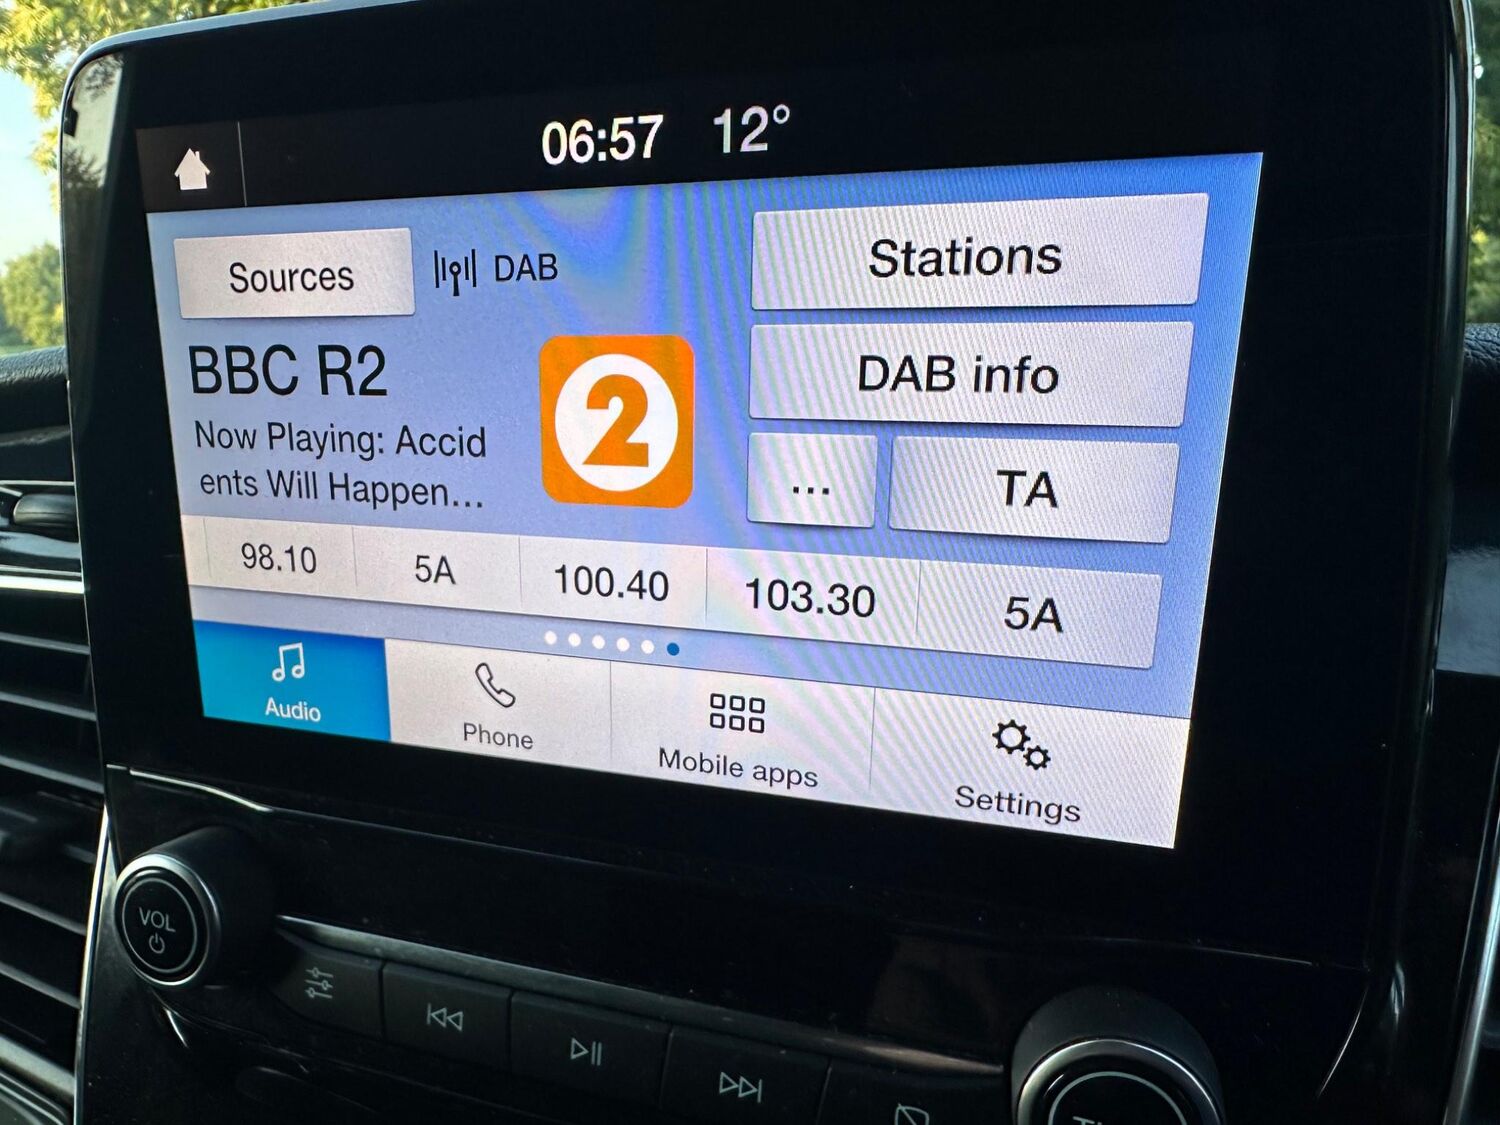 06:57 12°
Sources
DAB
Stations
BBC R2
2
DAB info
Now Playing: Accid
ents Will Happen...
...
TA
98.10
5A
100.40
103.30
5A
Audio
Phone
Mobile apps
Settings
VOL